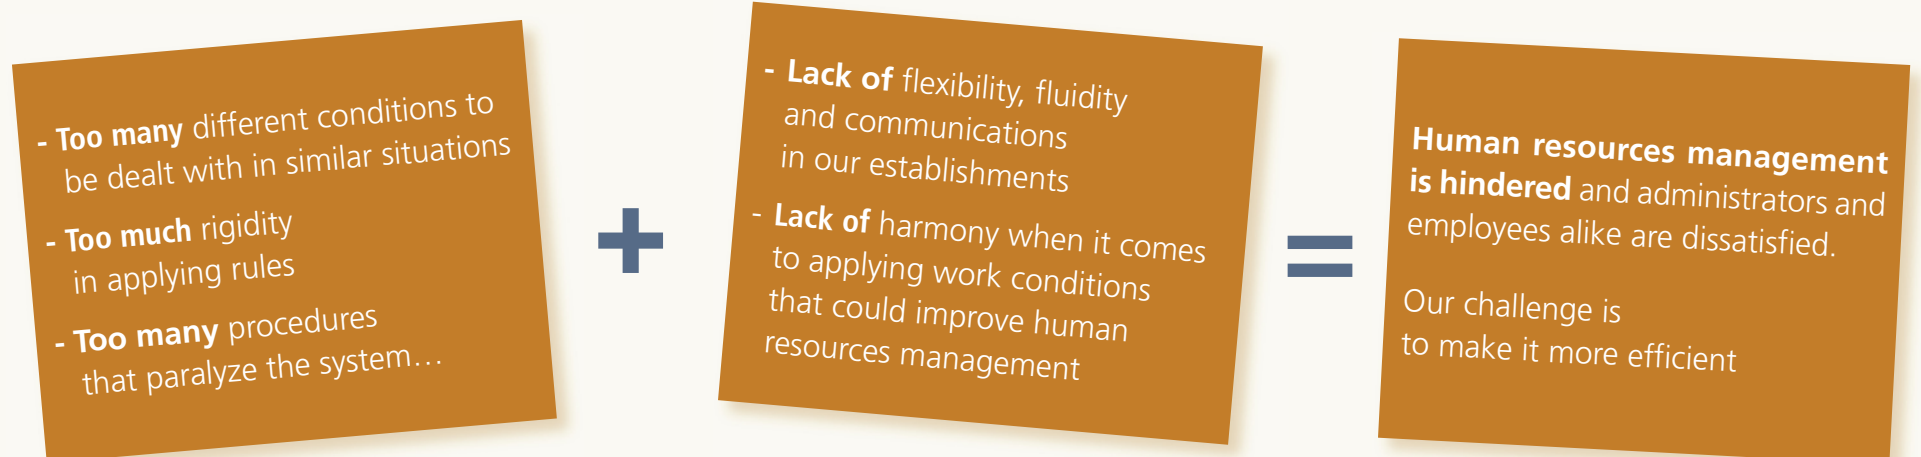 - Too many different conditions to
be dealt with in similar situations
- Too much rigidity
in applying rules
- Too many procedures
that paralyze the system…
+
- Lack of flexibility, fluidity
and communications
in our establishments
- Lack of harmony when it comes
to applying work conditions
that could improve human
resources management
=
Human resources management
is hindered and administrators and
employees alike are dissatisfied.
Our challenge is
to make it more efficient